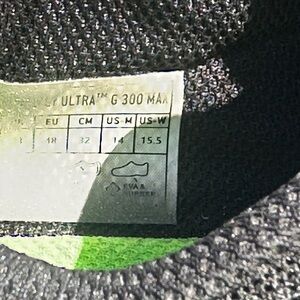 ULTRA™ G 300 MAX
EU CM US-M US-W
48 32 14 15.5
EVA &
RUBBER